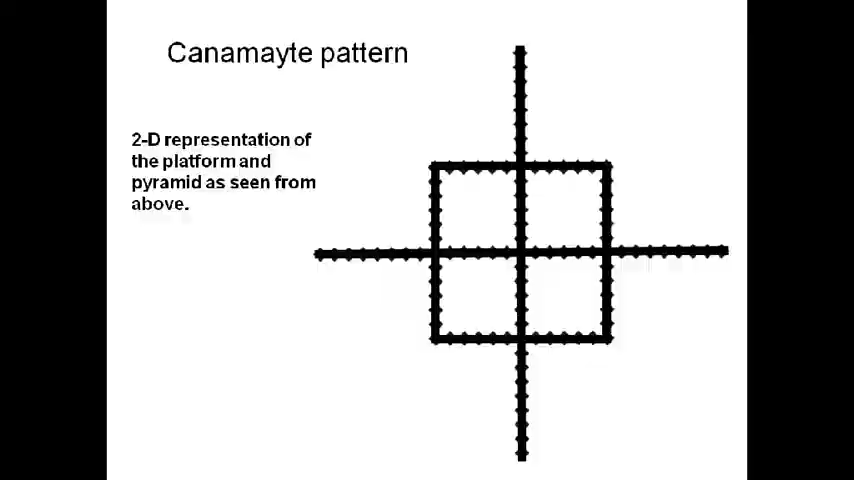 Canamayte pattern
2-D representation of
the platform and
pyramid as seen from
above.